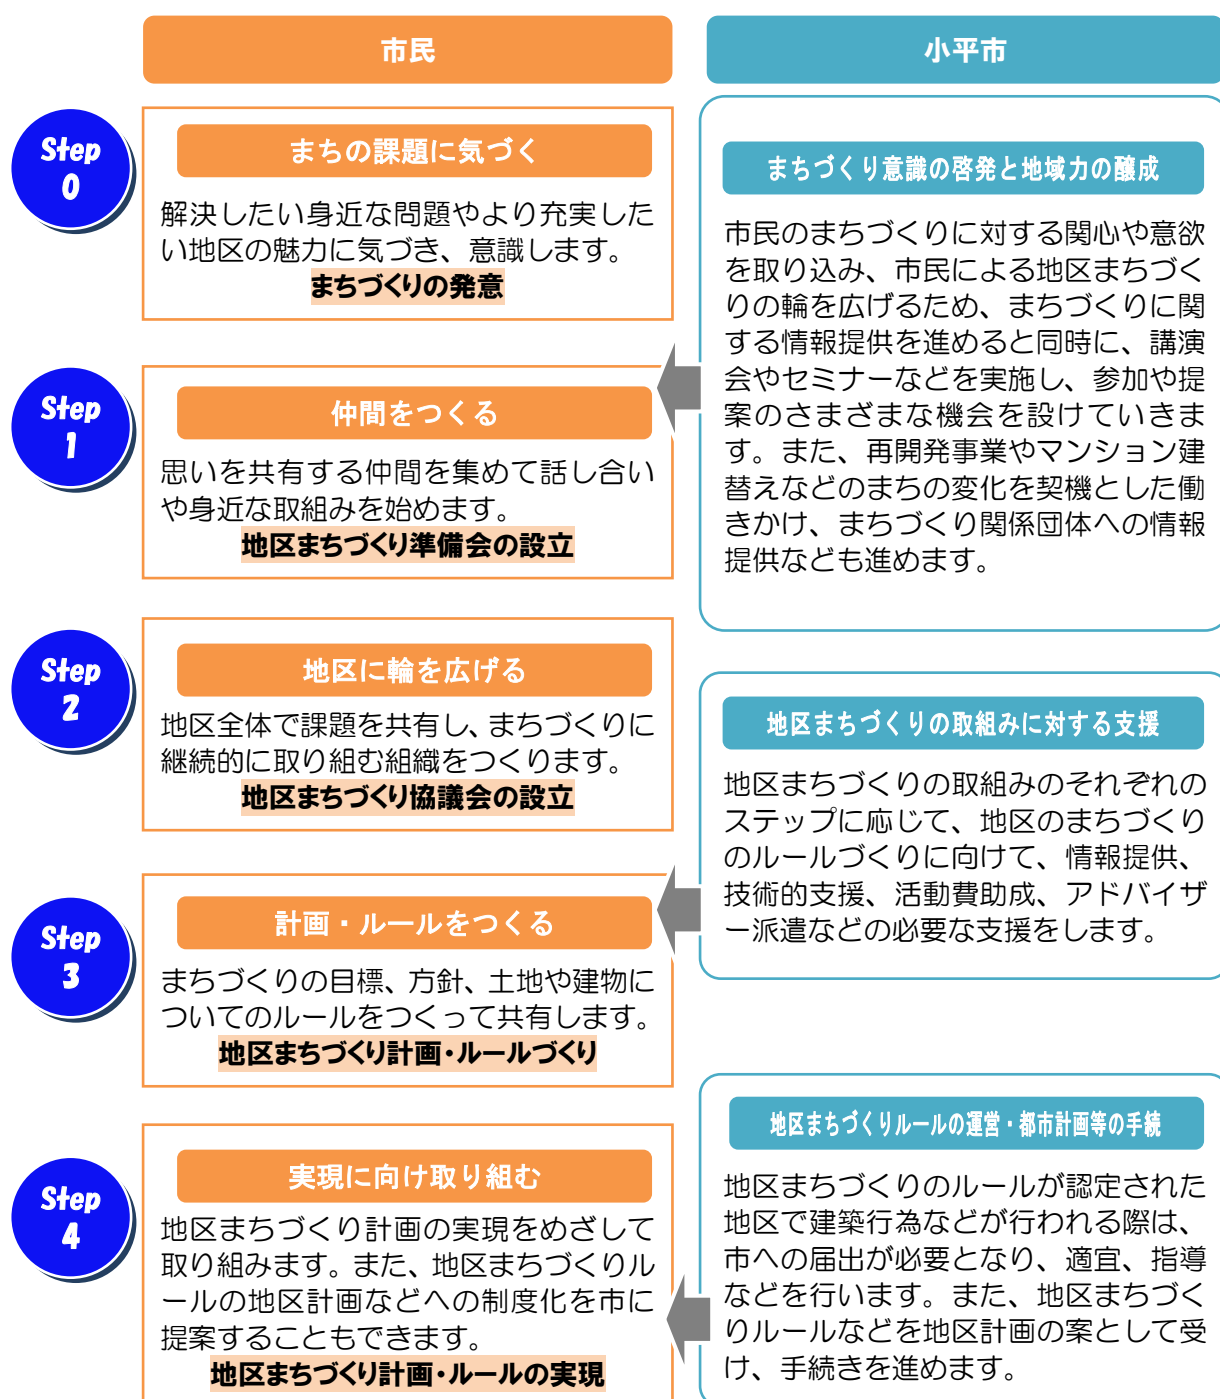 市民
小平市
Step
0
まちの課題に気づく
解決したい身近な問題やより充実した
い地区の魅力に気づき、意識します。
まちづくりの発意
Step
1
仲間をつくる
思いを共有する仲間を集めて話し合い
や身近な取組みを始めます。
地区まちづくり準備会の設立
まちづくり意識の啓発と地域力の醸成
市民のまちづくりに対する関心や意欲
を取り込み、市民による地区まちづく
りの輪を広げるため、まちづくりに関
する情報提供を進めると同時に、講演
会やセミナーなどを実施し、参加や提
案のさまざまな機会を設けていきま
す。また、再開発事業やマンション建
替えなどのまちの変化を契機とした働
きかけ、まちづくり関係団体への情報
提供なども進めます。
Step
2
地区に輪を広げる
地区全体で課題を共有し、まちづくりに
継続的に取り組む組織をつくります。
地区まちづくり協議会の設立
Step
3
計画・ルールをつくる
まちづくりの目標、方針、土地や建物に
ついてのルールをつくって共有します。
地区まちづくり計画・ルールづくり
地区まちづくりの取組みに対する支援
地区まちづくりの取組みのそれぞれの
ステップに応じて、地区のまちづくり
のルールづくりに向けて、情報提供、
技術的支援、活動費助成、アドバイザ
ー派遣などの必要な支援をします。
Step
4
実現に向け取り組む
地区まちづくり計画の実現をめざして
取り組みます。また、地区まちづくりル
ールの地区計画などへの制度化を市に
提案することもできます。
地区まちづくり計画・ルールの実現
地区まちづくりルールの運営・都市計画等の手続
地区まちづくりのルールが認定された
地区で建築行為などが行われる際は、
市への届出が必要となり、適宜、指導
などを行います。また、地区まちづく
りルールなどを地区計画の案として受
け、手続きを進めます。